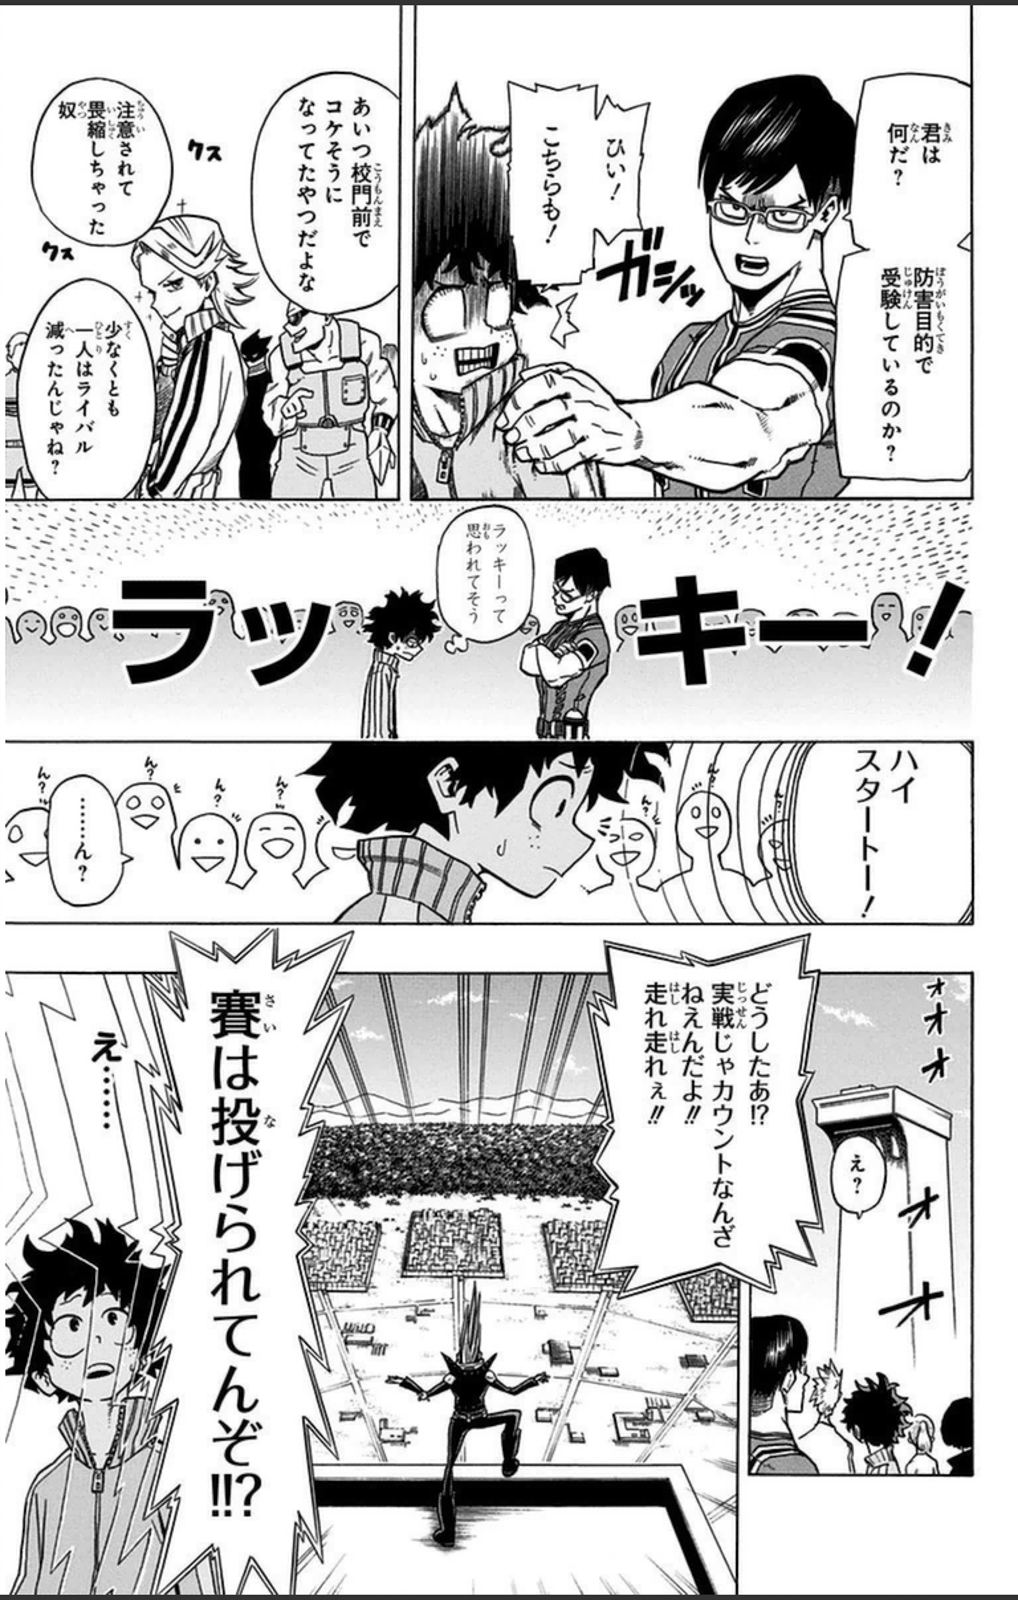 君は
何だ？
防害目的で
受験しているのか？
ガシッ
ひい！
こちらも！
あいつ校門前で
コケそうに
なってたやつだよな
クス
注意されて
畏縮しちゃった
奴
クス
少なくとも
一人はライバル
減ったんじゃね？
ラッキーって
思われてそう
ラッキー！
ハイ
スタートー！
ん？
ん？
ん？
ん？
ん？
ん？
………ん？
オオオオオ
え？
どうしたあ!?
実戦じゃカウントなんざ
ねえんだよ!!
走れ走れぇ!!
賽は投げられてんぞ!!?
え……